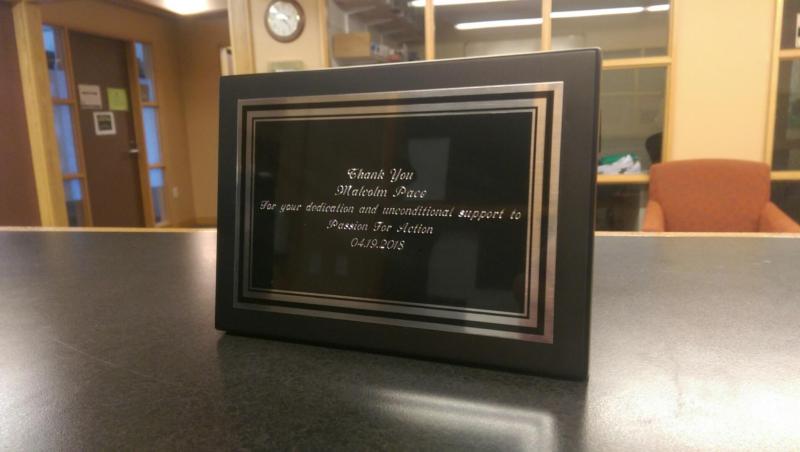 Thank You
Malcolm Pace
For your dedication and unconditional support to
Passion For Action
04.19.2018